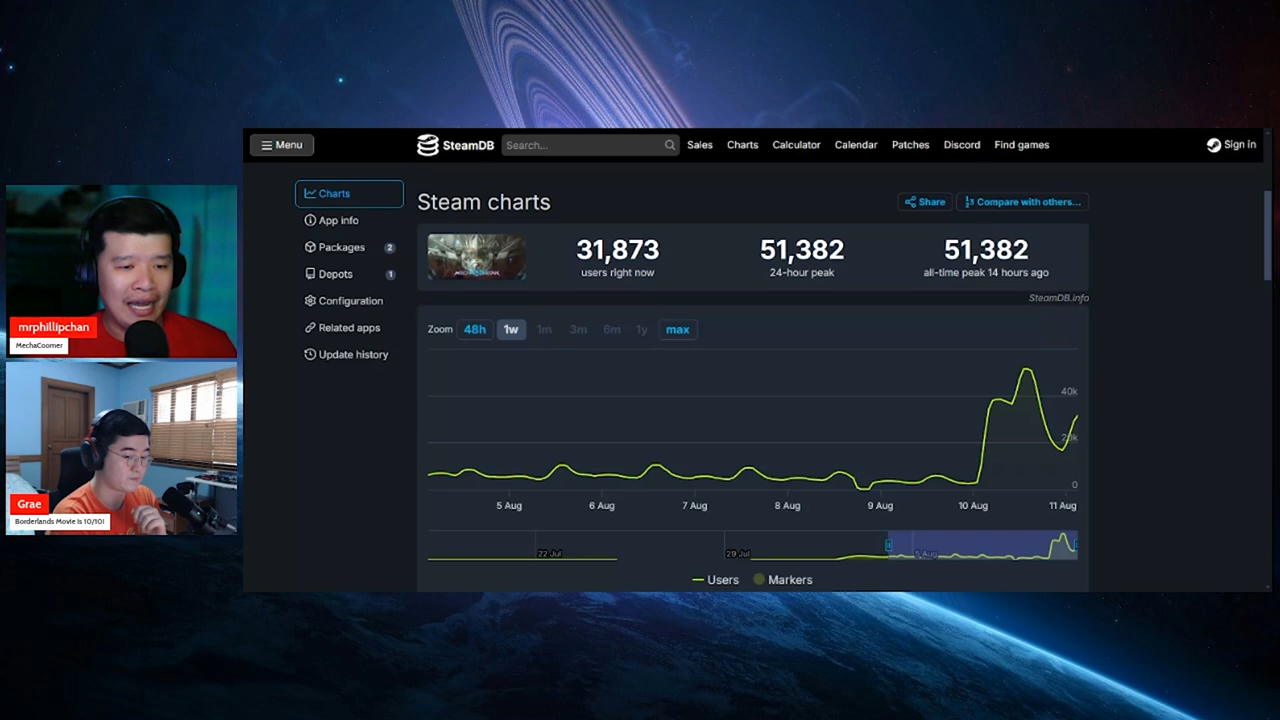 Menu
SteamDB
Search...
Sales
Charts
Calculator
Calendar
Patches
Discord
Find games
Sign in
Charts
App info
Packages 2
Depots 1
Configuration
Related apps
Update history
Steam charts
Share
Compare with others...
31,873
users right now
51,382
24-hour peak
51,382
all-time peak 14 hours ago
SteamDB.info
Zoom 48h 1w 1m 3m 6m 1y max
40k
20k
0
5 Aug 6 Aug 7 Aug 8 Aug 9 Aug 10 Aug 11 Aug
22 Jul 29 Jul 5 Aug
Users Markers
mrphillipchan
MechaCoomer
Grae
Borderlands Movie is 10/10!